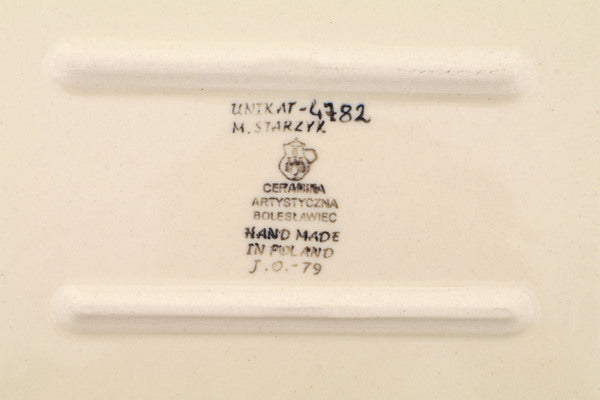 UNIKAT-4782
M. STARZYK
CERAMIKA
ARTYSTYCZNA
BOLESŁAWIEC
HAND MADE
IN POLAND
J.O.-79